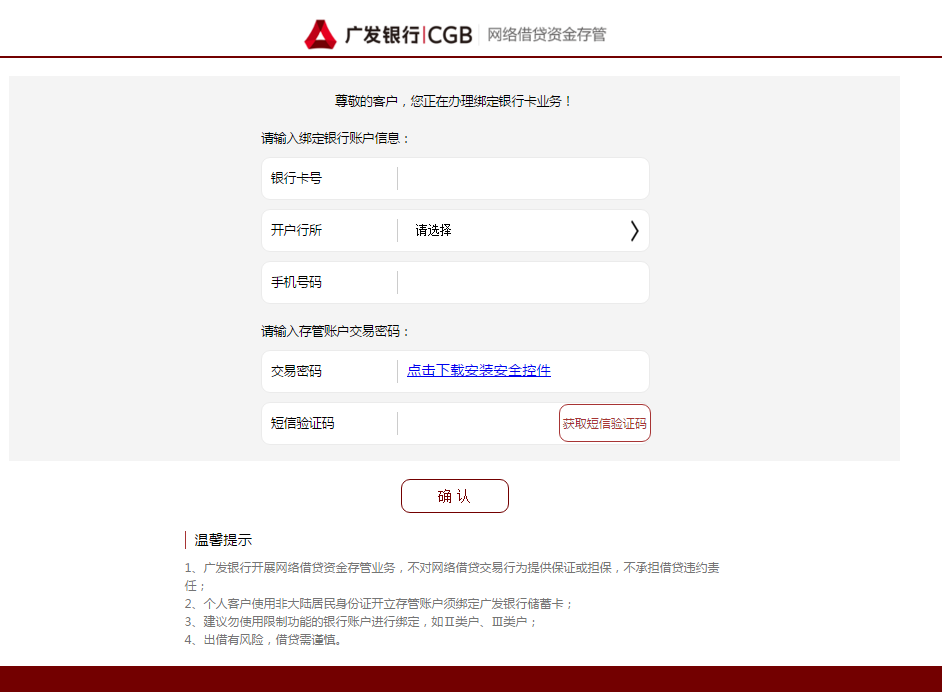 广发银行|CGB 网络借贷资金存管
尊敬的客户，您正在办理绑定银行卡业务！
请输入绑定银行账户信息：
银行卡号
开户行所 请选择
手机号码
请输入存管账户交易密码：
交易密码 点击下载安装安全控件
短信验证码 获取短信验证码
确 认
温馨提示
1、广发银行开展网络借贷资金存管业务，不对网络借贷交易行为提供保证或担保，不承担借贷违约责
任；
2、个人客户使用非大陆居民身份证开立存管账户须绑定广发银行储蓄卡；
3、建议勿使用限制功能的银行账户进行绑定，如Ⅱ类户、Ⅲ类户；
4、出借有风险，借贷需谨慎。